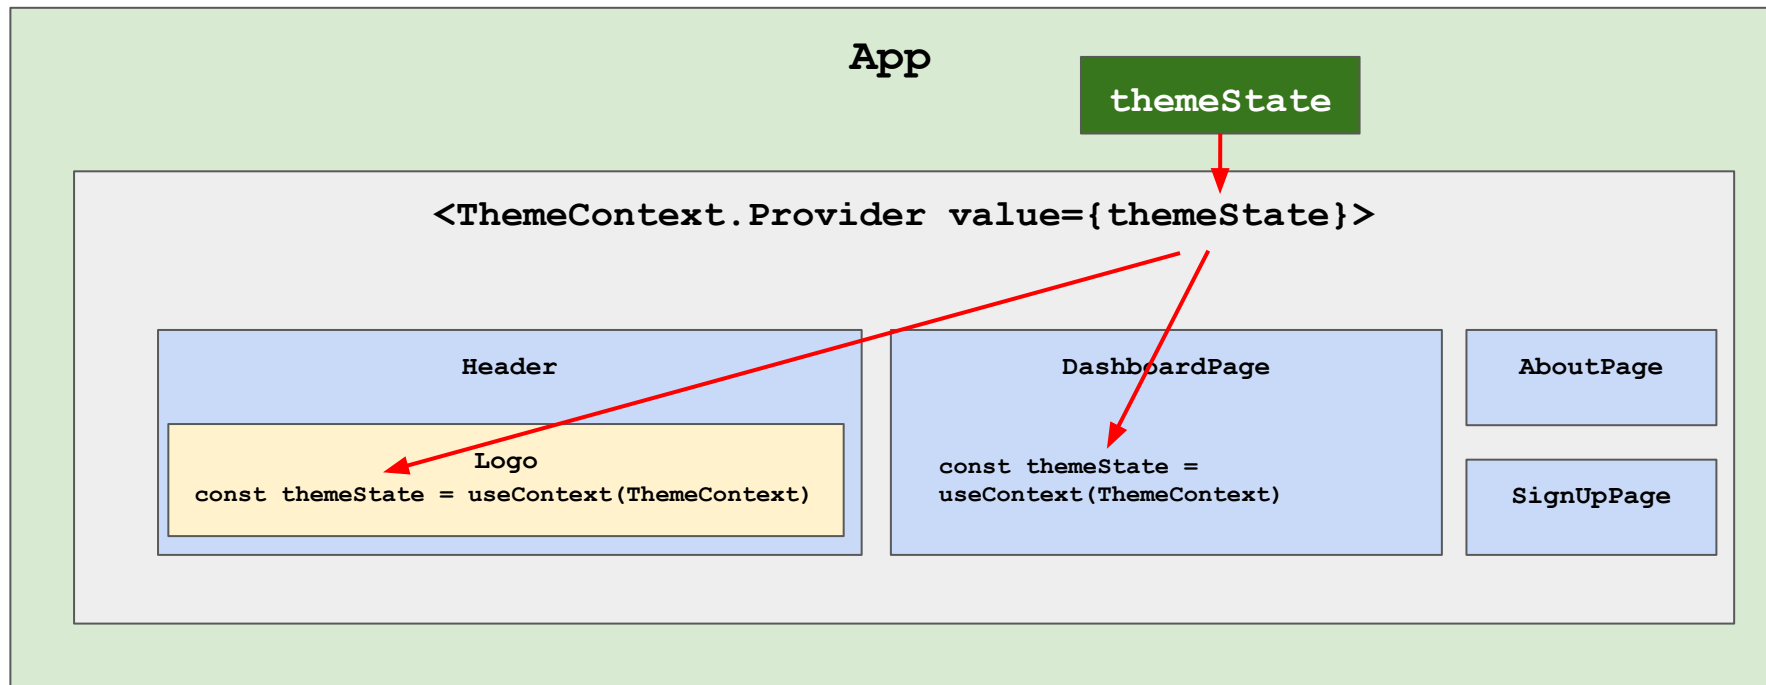 App
themeState
<ThemeContext.Provider value={themeState}>
Header
Logo
const themeState = useContext(ThemeContext)
DashboardPage
const themeState =
useContext(ThemeContext)
AboutPage
SignUpPage